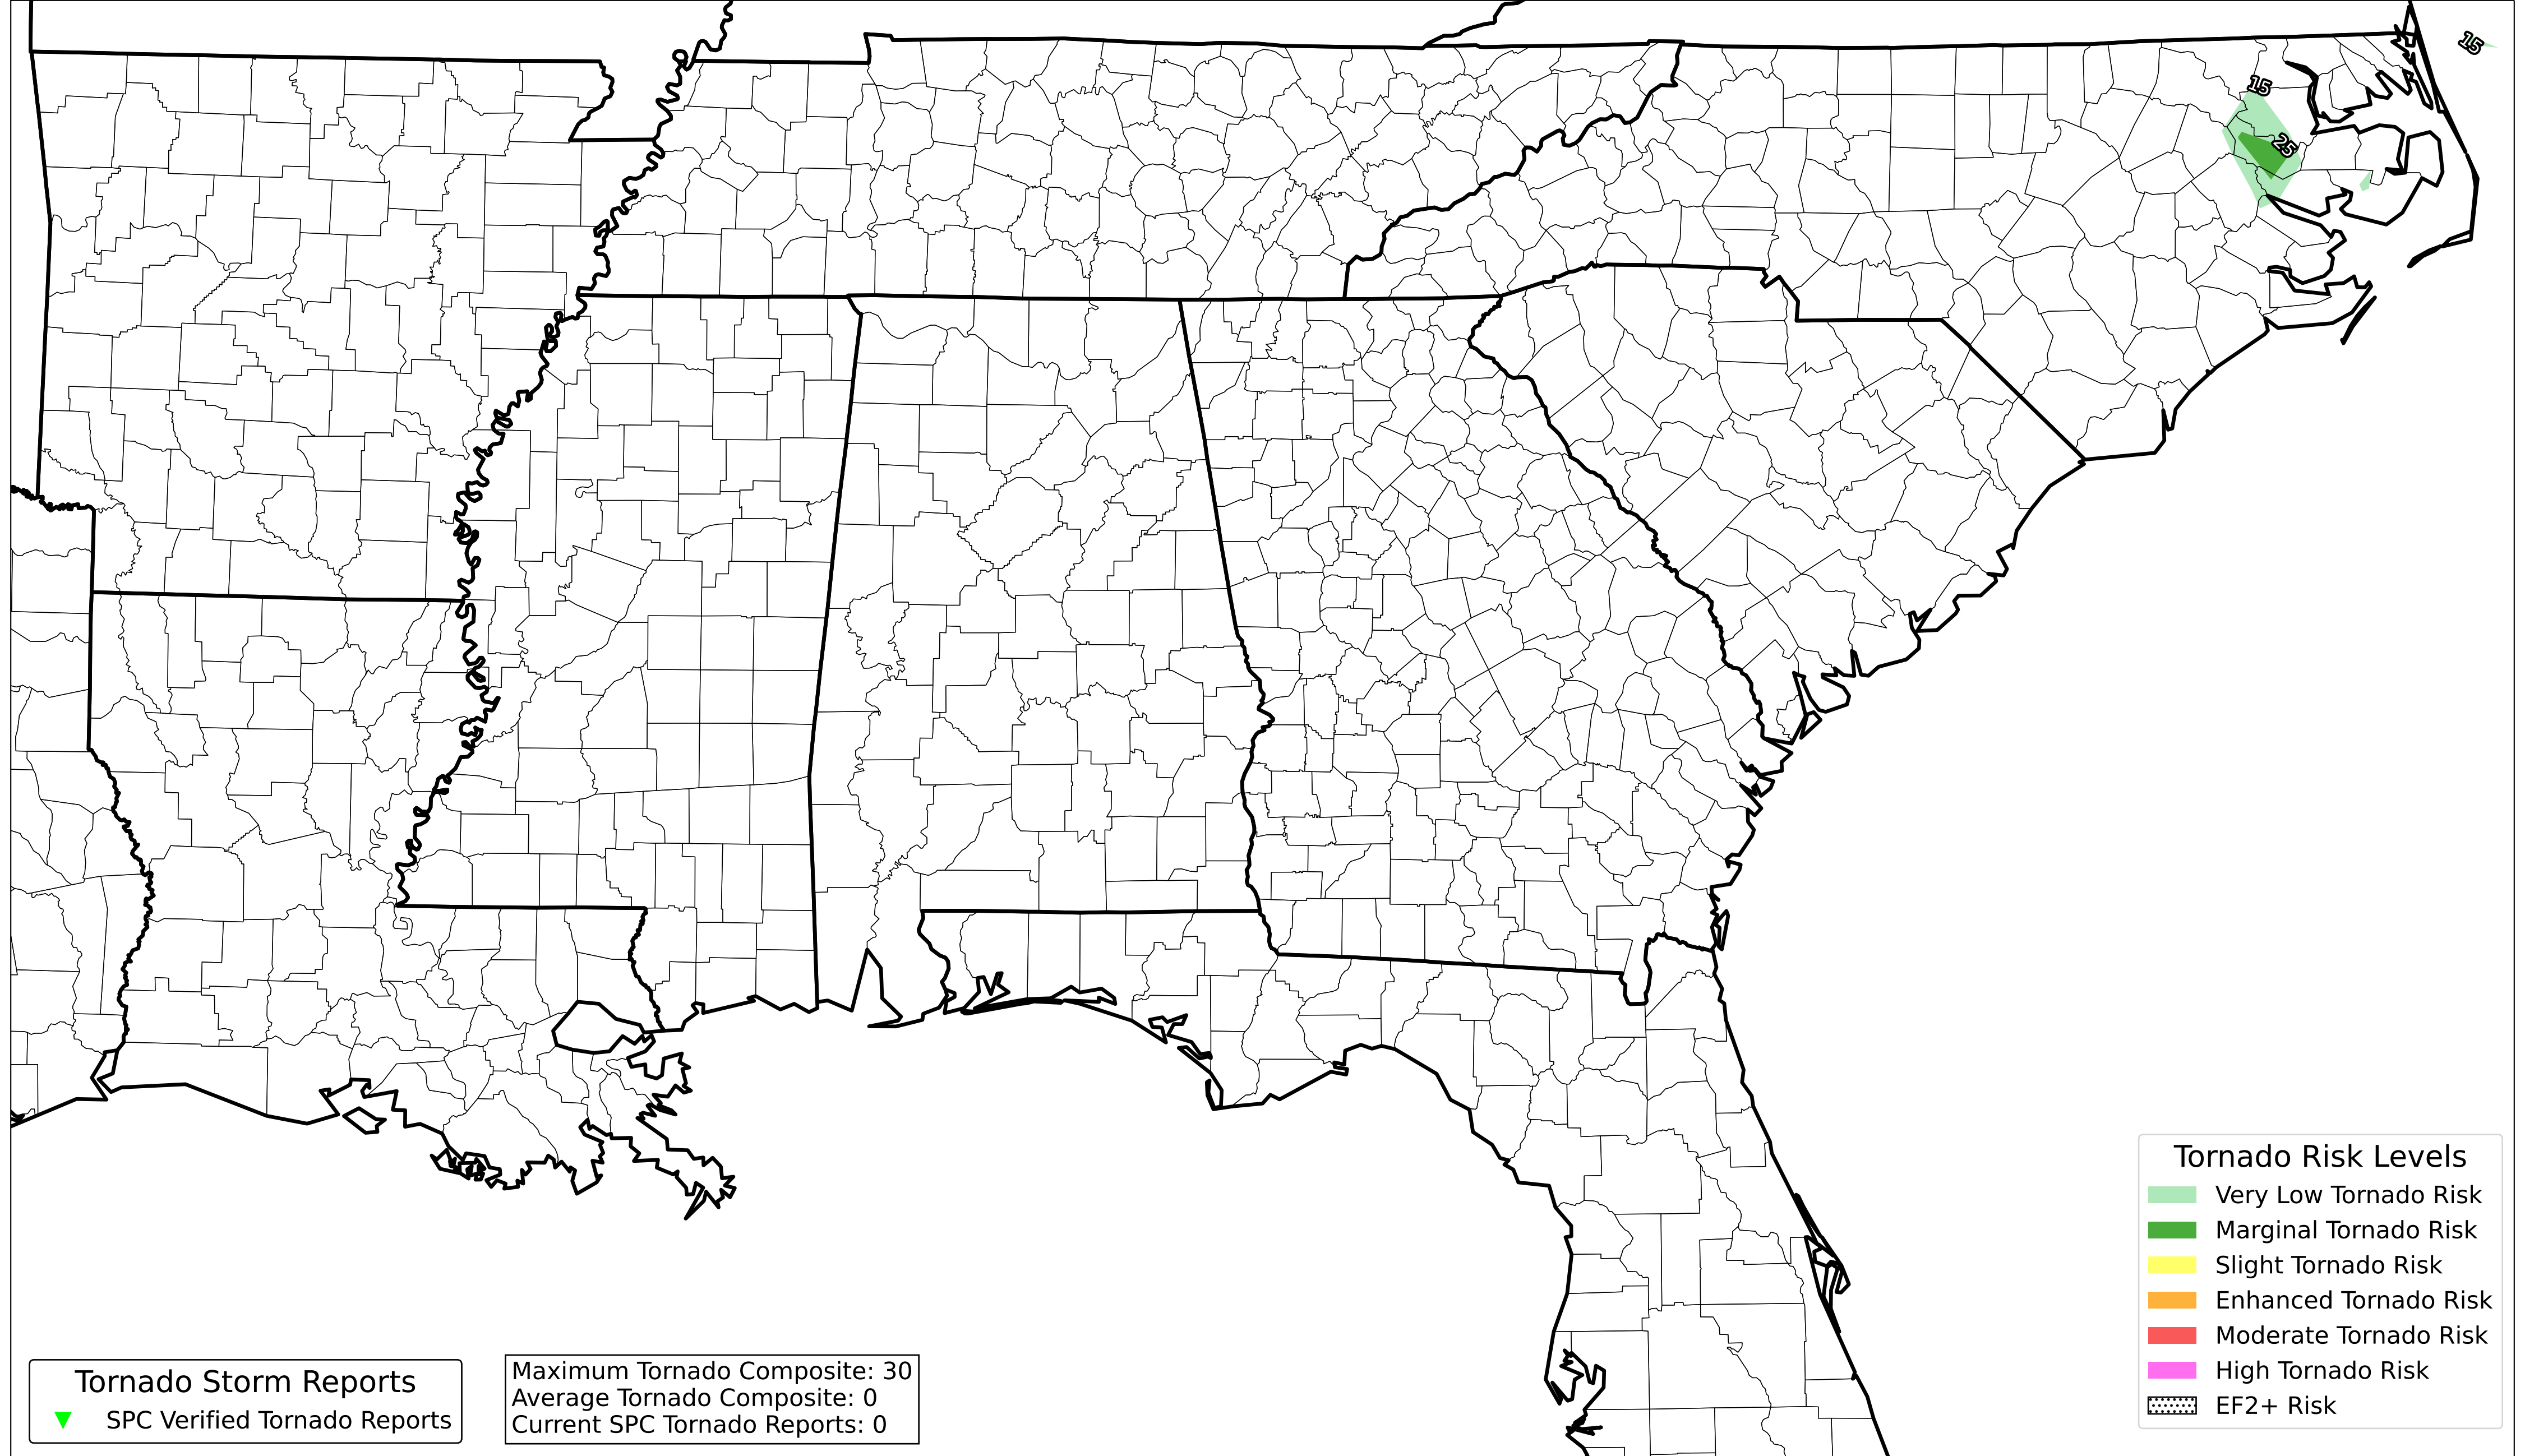 15
15
25
Tornado Risk Levels
Very Low Tornado Risk
Marginal Tornado Risk
Slight Tornado Risk
Enhanced Tornado Risk
Moderate Tornado Risk
High Tornado Risk
EF2+ Risk
Tornado Storm Reports
SPC Verified Tornado Reports
Maximum Tornado Composite: 30
Average Tornado Composite: 0
Current SPC Tornado Reports: 0